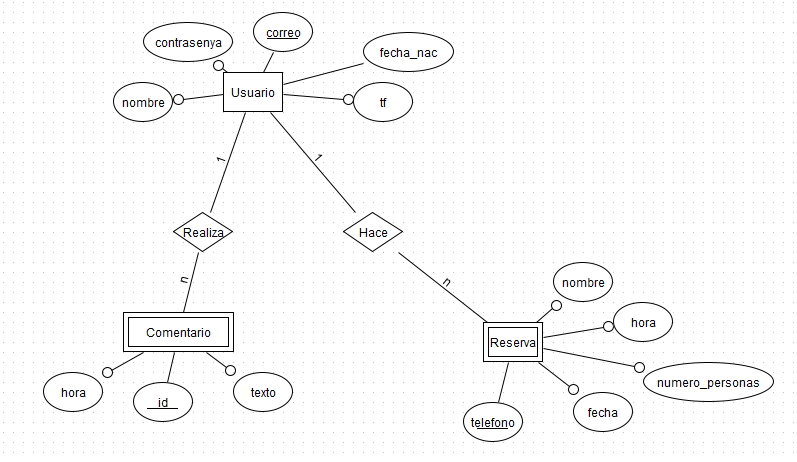 correo
contrasenya
fecha_nac
Usuario
nombre
tf
1
1
Realiza
Hace
n
n
nombre
hora
Comentario
Reserva
numero_personas
hora
id
texto
fecha
telefono